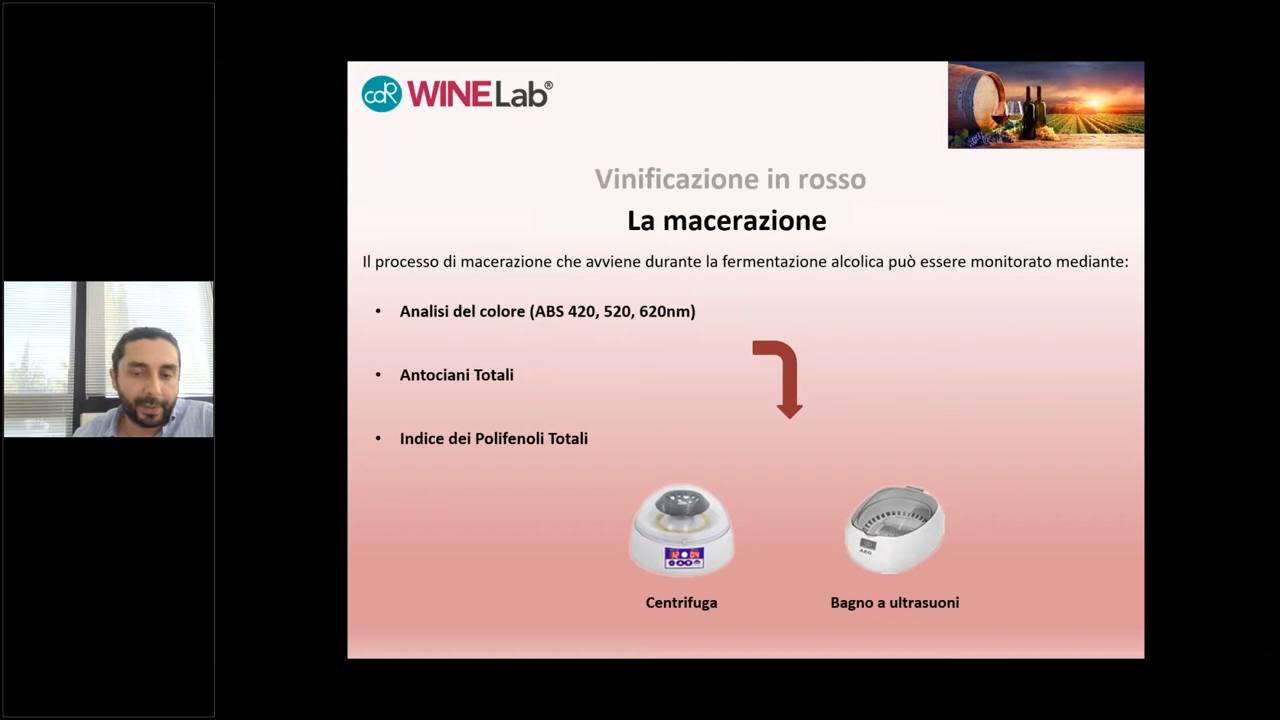 cdR WINELab®
Vinificazione in rosso
La macerazione
Il processo di macerazione che avviene durante la fermentazione alcolica può essere monitorato mediante:
• Analisi del colore (ABS 420, 520, 620nm)
• Antociani Totali
• Indice dei Polifenoli Totali
AEG
Centrifuga
Bagno a ultrasuoni